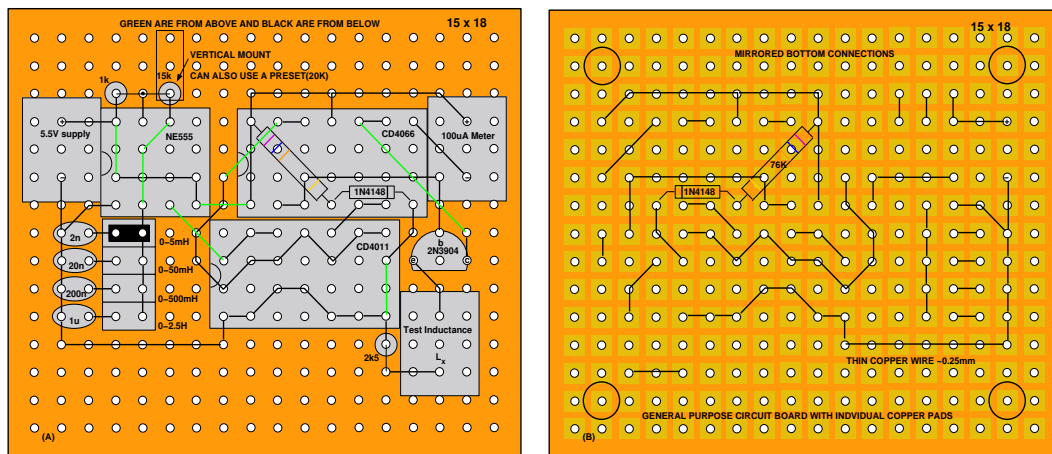 GREEN ARE FROM ABOVE AND BLACK ARE FROM BELOW
15 x 18
VERTICAL MOUNT
1k
15k
CAN ALSO USE A PRESET(20K)
5.5V supply
NE555
CD4066
100uA Meter
1N4148
2n
0–5mH
CD4011
b
2N3904
20n
0–50mH
200n
0–500mH
1u
0–2.5H
Test Inductance
2k5
Lx
(A)
15 x 18
MIRRORED BOTTOM CONNECTIONS
76K
1N4148
THIN COPPER WIRE ~0.25mm
GENERAL PURPOSE CIRCUIT BOARD WITH INDIVIDUAL COPPER PADS
(B)